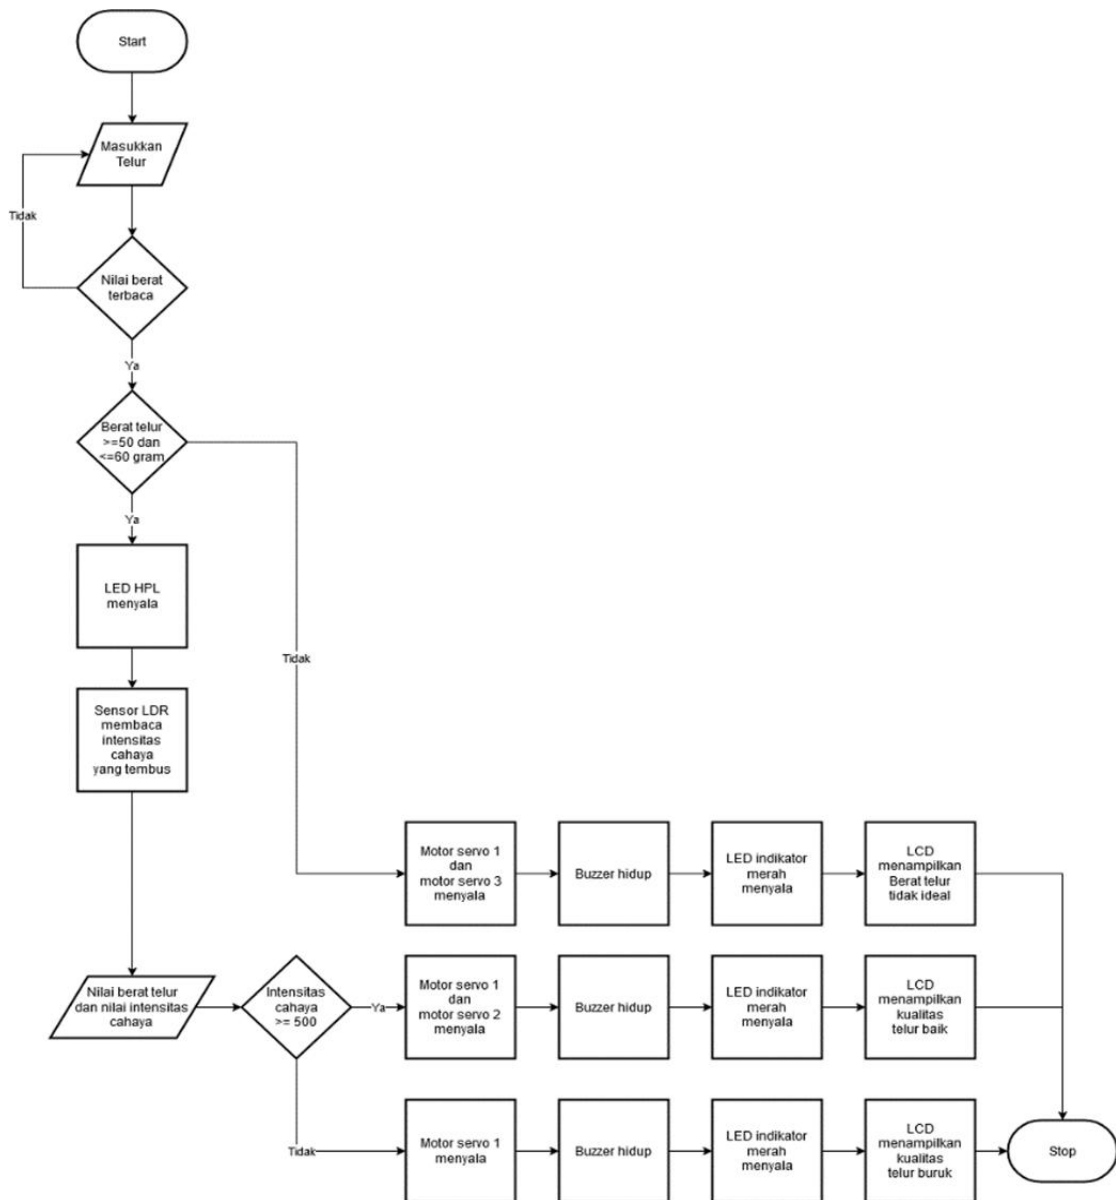 Start
Masukkan
Telur
Tidak
Nilai berat
terbaca
Ya
Berat telur
>=50 dan
<=60 gram
Ya
LED HPL
menyala
Tidak
Sensor LDR
membaca
intensitas
cahaya
yang tembus
Motor servo 1
dan
motor servo 3
menyala
Buzzer hidup
LED indikator
merah
menyala
LCD
menampilkan
Berat telur
tidak ideal
Nilai berat telur
dan nilai intensitas
cahaya
Intensitas
cahaya
>= 500
Ya
Motor servo 1
dan
motor servo 2
menyala
Buzzer hidup
LED indikator
merah
menyala
LCD
menampilkan
kualitas
telur baik
Tidak
Motor servo 1
menyala
Buzzer hidup
LED indikator
merah
menyala
LCD
menampilkan
kualitas
telur buruk
Stop